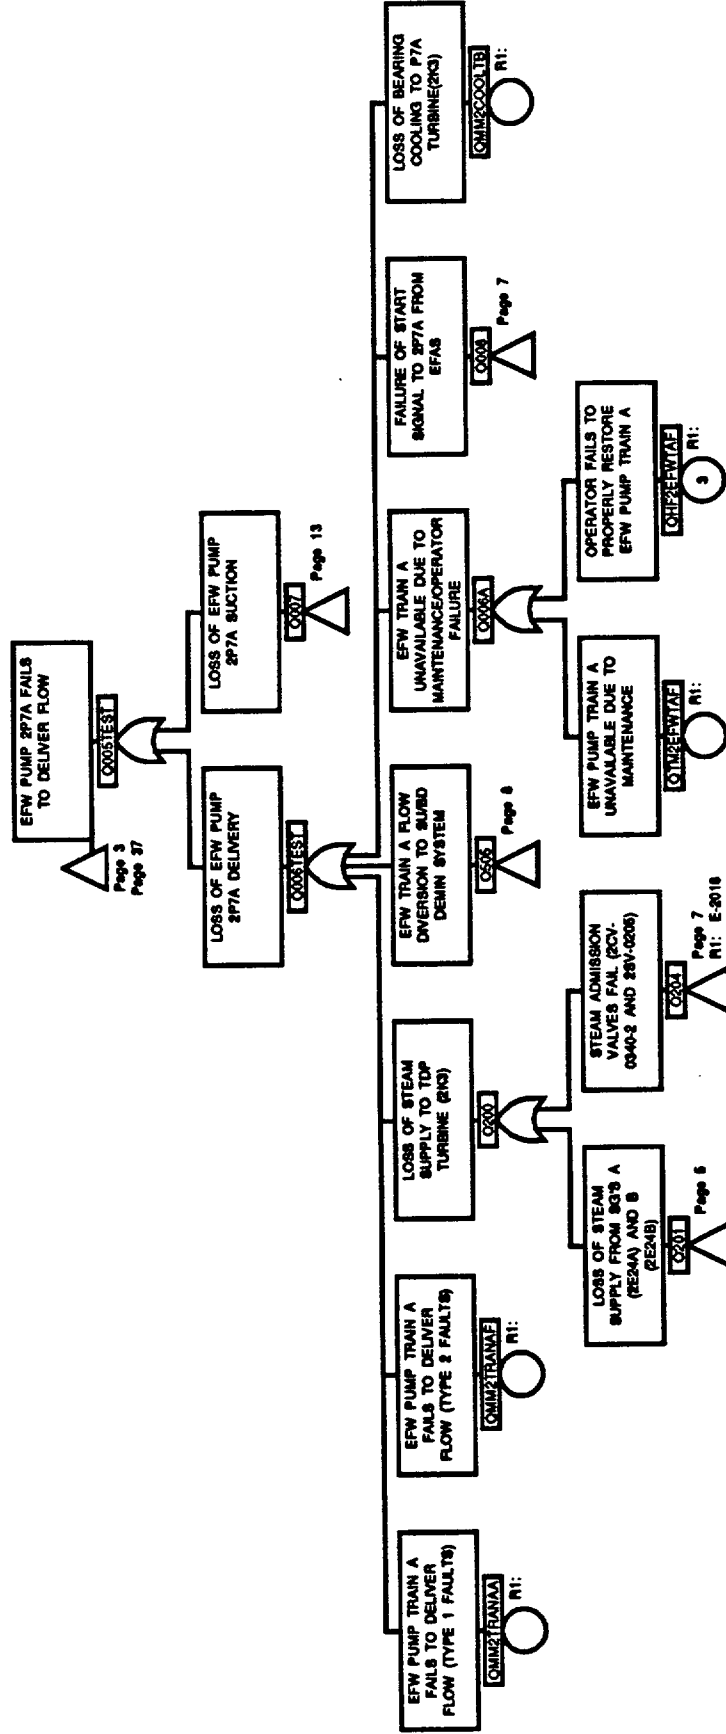 EFW PUMP 2P7A FAILS
TO DELIVER FLOW
Q005TEST
Page 3
Page 37
LOSS OF EFW PUMP
2P7A DELIVERY
Q006TEST
LOSS OF EFW PUMP
2P7A SUCTION
Q007
Page 13
EFW PUMP TRAIN A
FAILS TO DELIVER
FLOW (TYPE 1 FAULTS)
QMM2TRANAA
R1:
EFW PUMP TRAIN A
FAILS TO DELIVER
FLOW (TYPE 2 FAULTS)
QMM2TRANAF
R1:
LOSS OF STEAM
SUPPLY TO TDP
TURBINE (2K3)
Q200
EFW TRAIN A FLOW
DIVERSION TO SU/BD
DEMIN SYSTEM
Q505
Page 8
EFW TRAIN A
UNAVAILABLE DUE TO
MAINTENANCE/OPERATOR
FAILURE
Q006A
FAILURE OF START
SIGNAL TO 2P7A FROM
EFAS
Q008
Page 7
LOSS OF BEARING
COOLING TO P7A
TURBINE(2K3)
QMM2COOLTB
R1:
LOSS OF STEAM
SUPPLY FROM SG'S A
(2E24A) AND B
(2E24B)
Q201
Page 5
STEAM ADMISSION
VALVES FAIL (2CV-
0340-2 AND 2SV-0205)
Q204
Page 7
R1: E-2018
EFW PUMP TRAIN A
UNAVAILABLE DUE TO
MAINTENANCE
QTM2EFWTAF
R1:
OPERATOR FAILS TO
PROPERLY RESTORE
EFW PUMP TRAIN A
QHF2EFWTAF
R1:
3